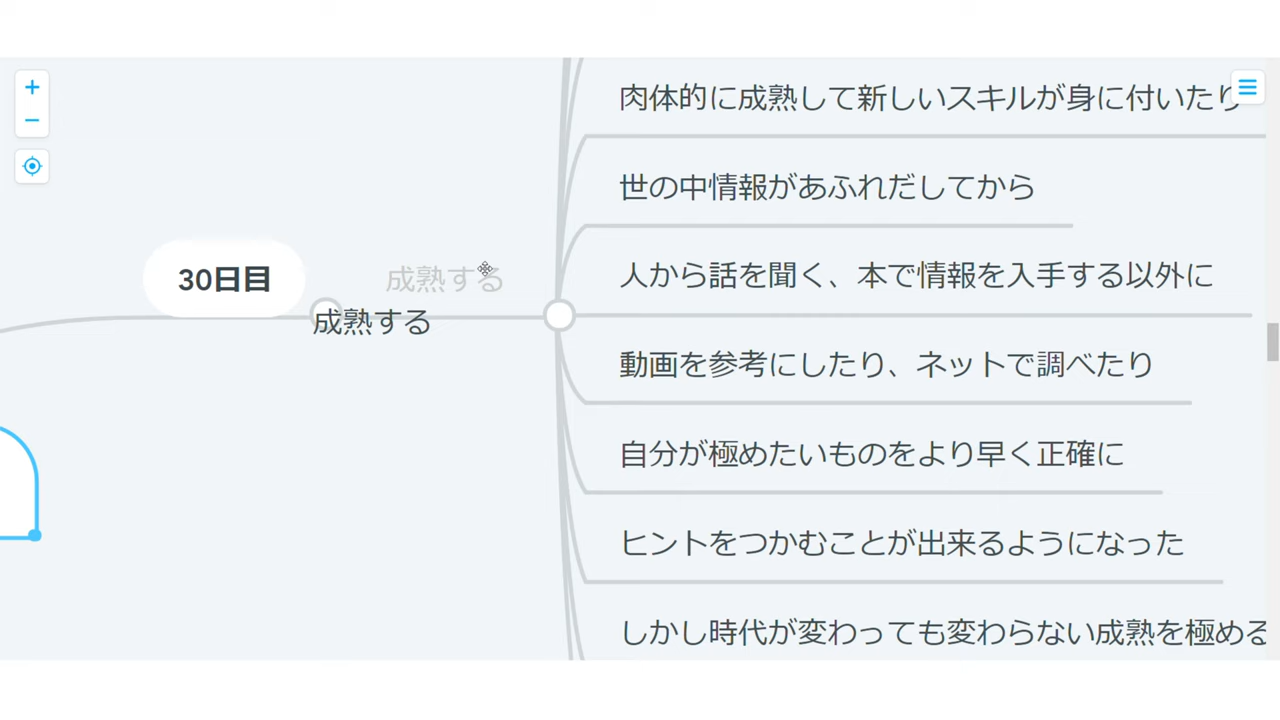 30日目
成熟する
成熟する
肉体的に成熟して新しいスキルが身に付いたり
世の中情報があふれだしてから
人から話を聞く、本で情報を入手する以外に
動画を参考にしたり、ネットで調べたり
自分が極めたいものをより早く正確に
ヒントをつかむことが出来るようになった
しかし時代が変わっても変わらない成熟を極める